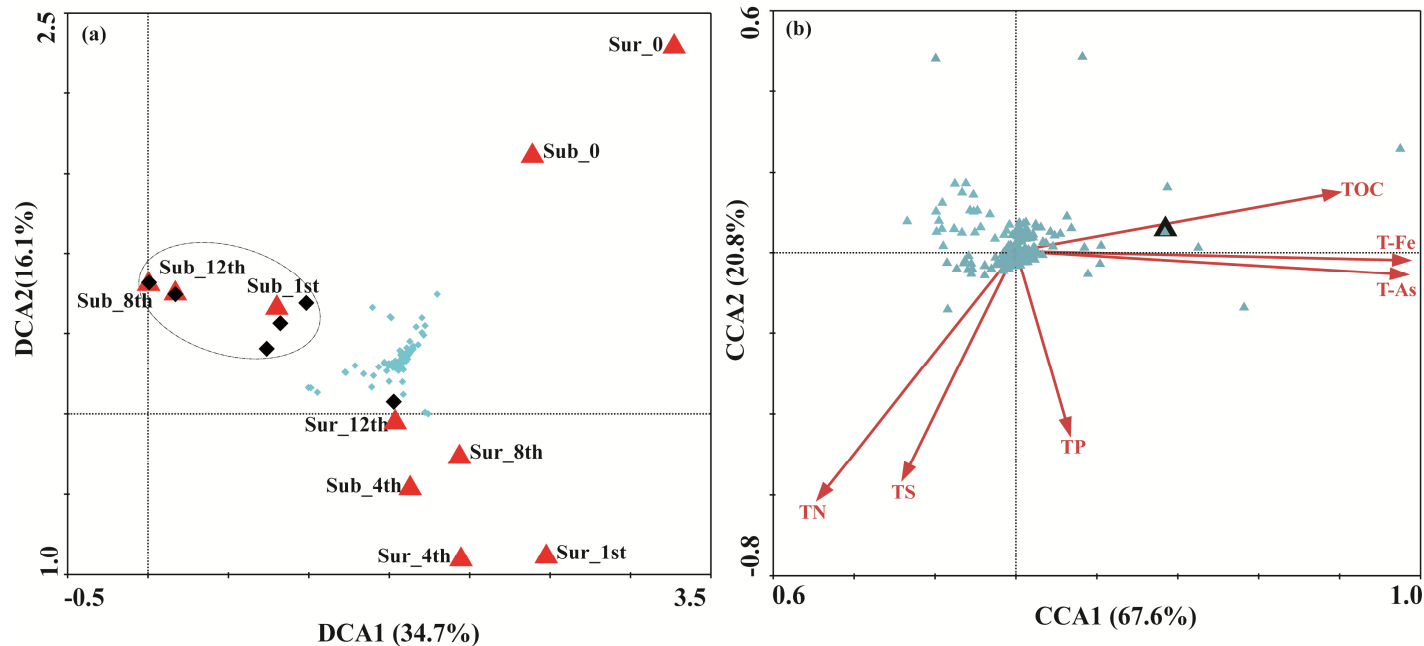 (a)
2.5
Sur_0
Sub_0
Sub_12th
Sub_8th
Sub_1st
Sur_12th
Sur_8th
Sub_4th
Sur_4th
Sur_1st
1.0
-0.5
3.5
DCA1 (34.7%)
DCA2(16.1%)
(b)
0.6
TOC
T-Fe
T-As
TP
TS
TN
-0.8
0.6
1.0
CCA1 (67.6%)
CCA2 (20.8%)